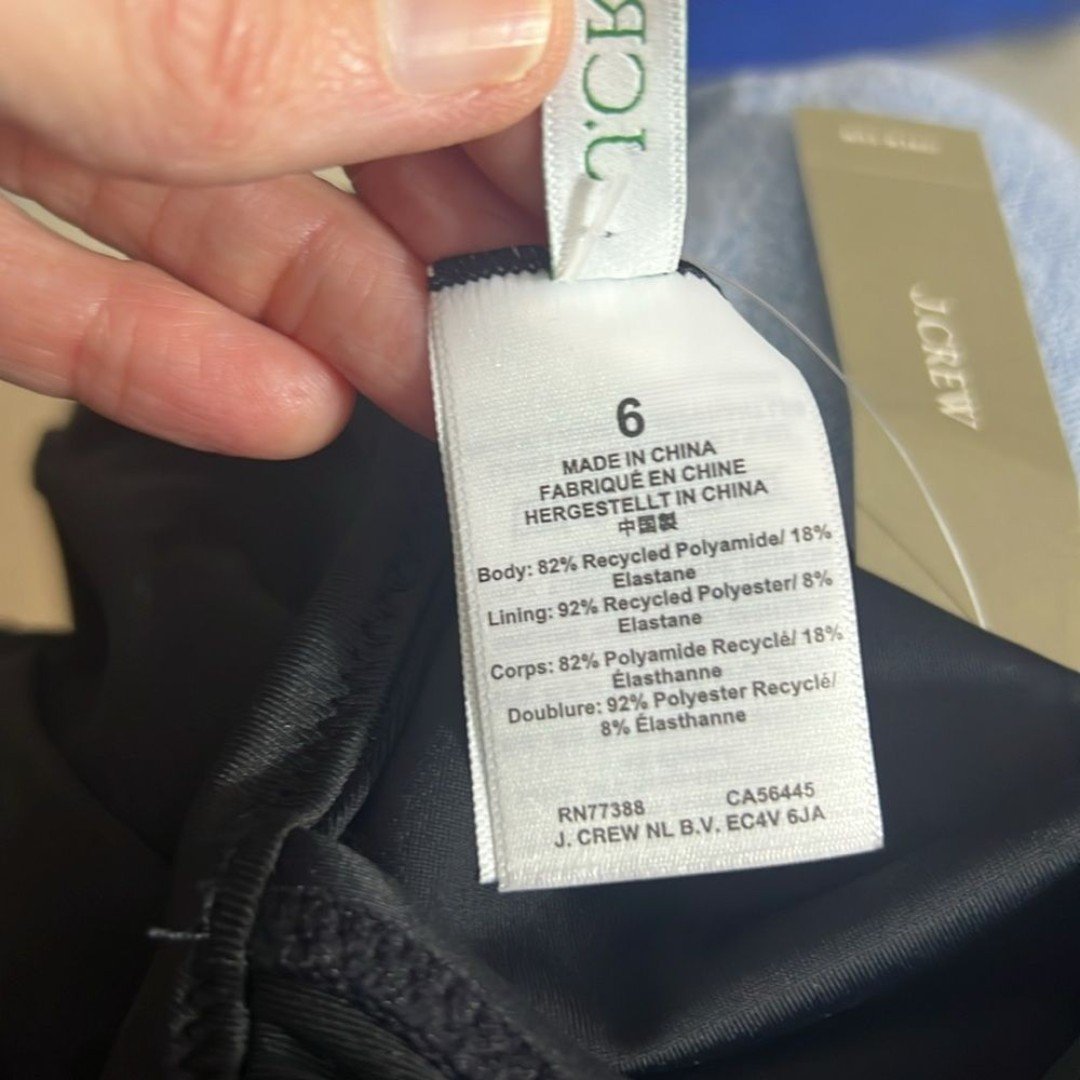 J.CR
J.CREW
6
MADE IN CHINA
FABRIQUÉ EN CHINE
HERGESTELLT IN CHINA
中国製
Body: 82% Recycled Polyamide/ 18%
Elastane
Lining: 92% Recycled Polyester/ 8%
Elastane
Corps: 82% Polyamide Recyclé/ 18%
Élasthanne
Doublure: 92% Polyester Recyclé/
8% Élasthanne
RN77388 CA56445
J. CREW NL B.V. EC4V 6JA